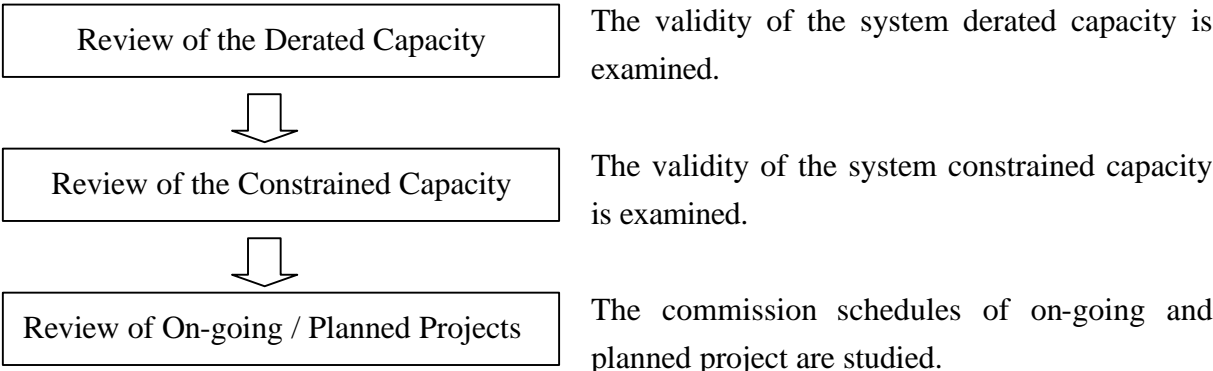 Review of the Derated Capacity
The validity of the system derated capacity is
examined.
Review of the Constrained Capacity
The validity of the system constrained capacity
is examined.
Review of On-going / Planned Projects
The commission schedules of on-going and
planned project are studied.